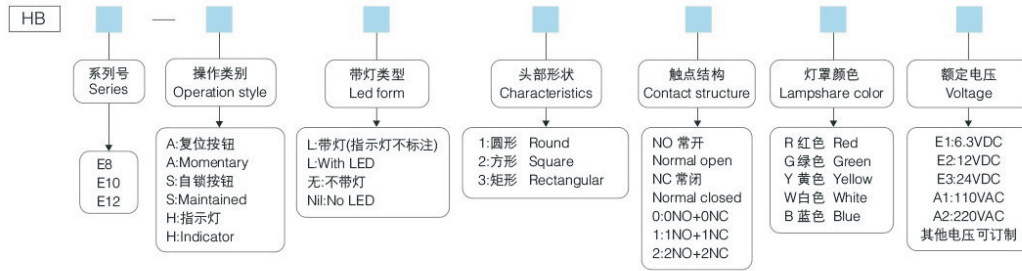 HB
—
系列号
Series
操作类别
Operation style
带灯类型
Led form
头部形状
Characteristics
触点结构
Contact structure
灯罩颜色
Lampshare color
额定电压
Voltage
E8
E10
E12
A:复位按钮
A:Momentary
S:自锁按钮
S:Maintained
H:指示灯
H:Indicator
L:带灯(指示灯不标注)
L:With LED
无:不带灯
Nil:No LED
1:圆形 Round
2:方形 Square
3:矩形 Rectangular
NO 常开
Normal open
NC 常闭
Normal closed
0:0NO+0NC
1:1NO+1NC
2:2NO+2NC
R 红色 Red
G 绿色 Green
Y 黄色 Yellow
W白色 White
B 蓝色 Blue
E1:6.3VDC
E2:12VDC
E3:24VDC
A1:110VAC
A2:220VAC
其他电压可订制